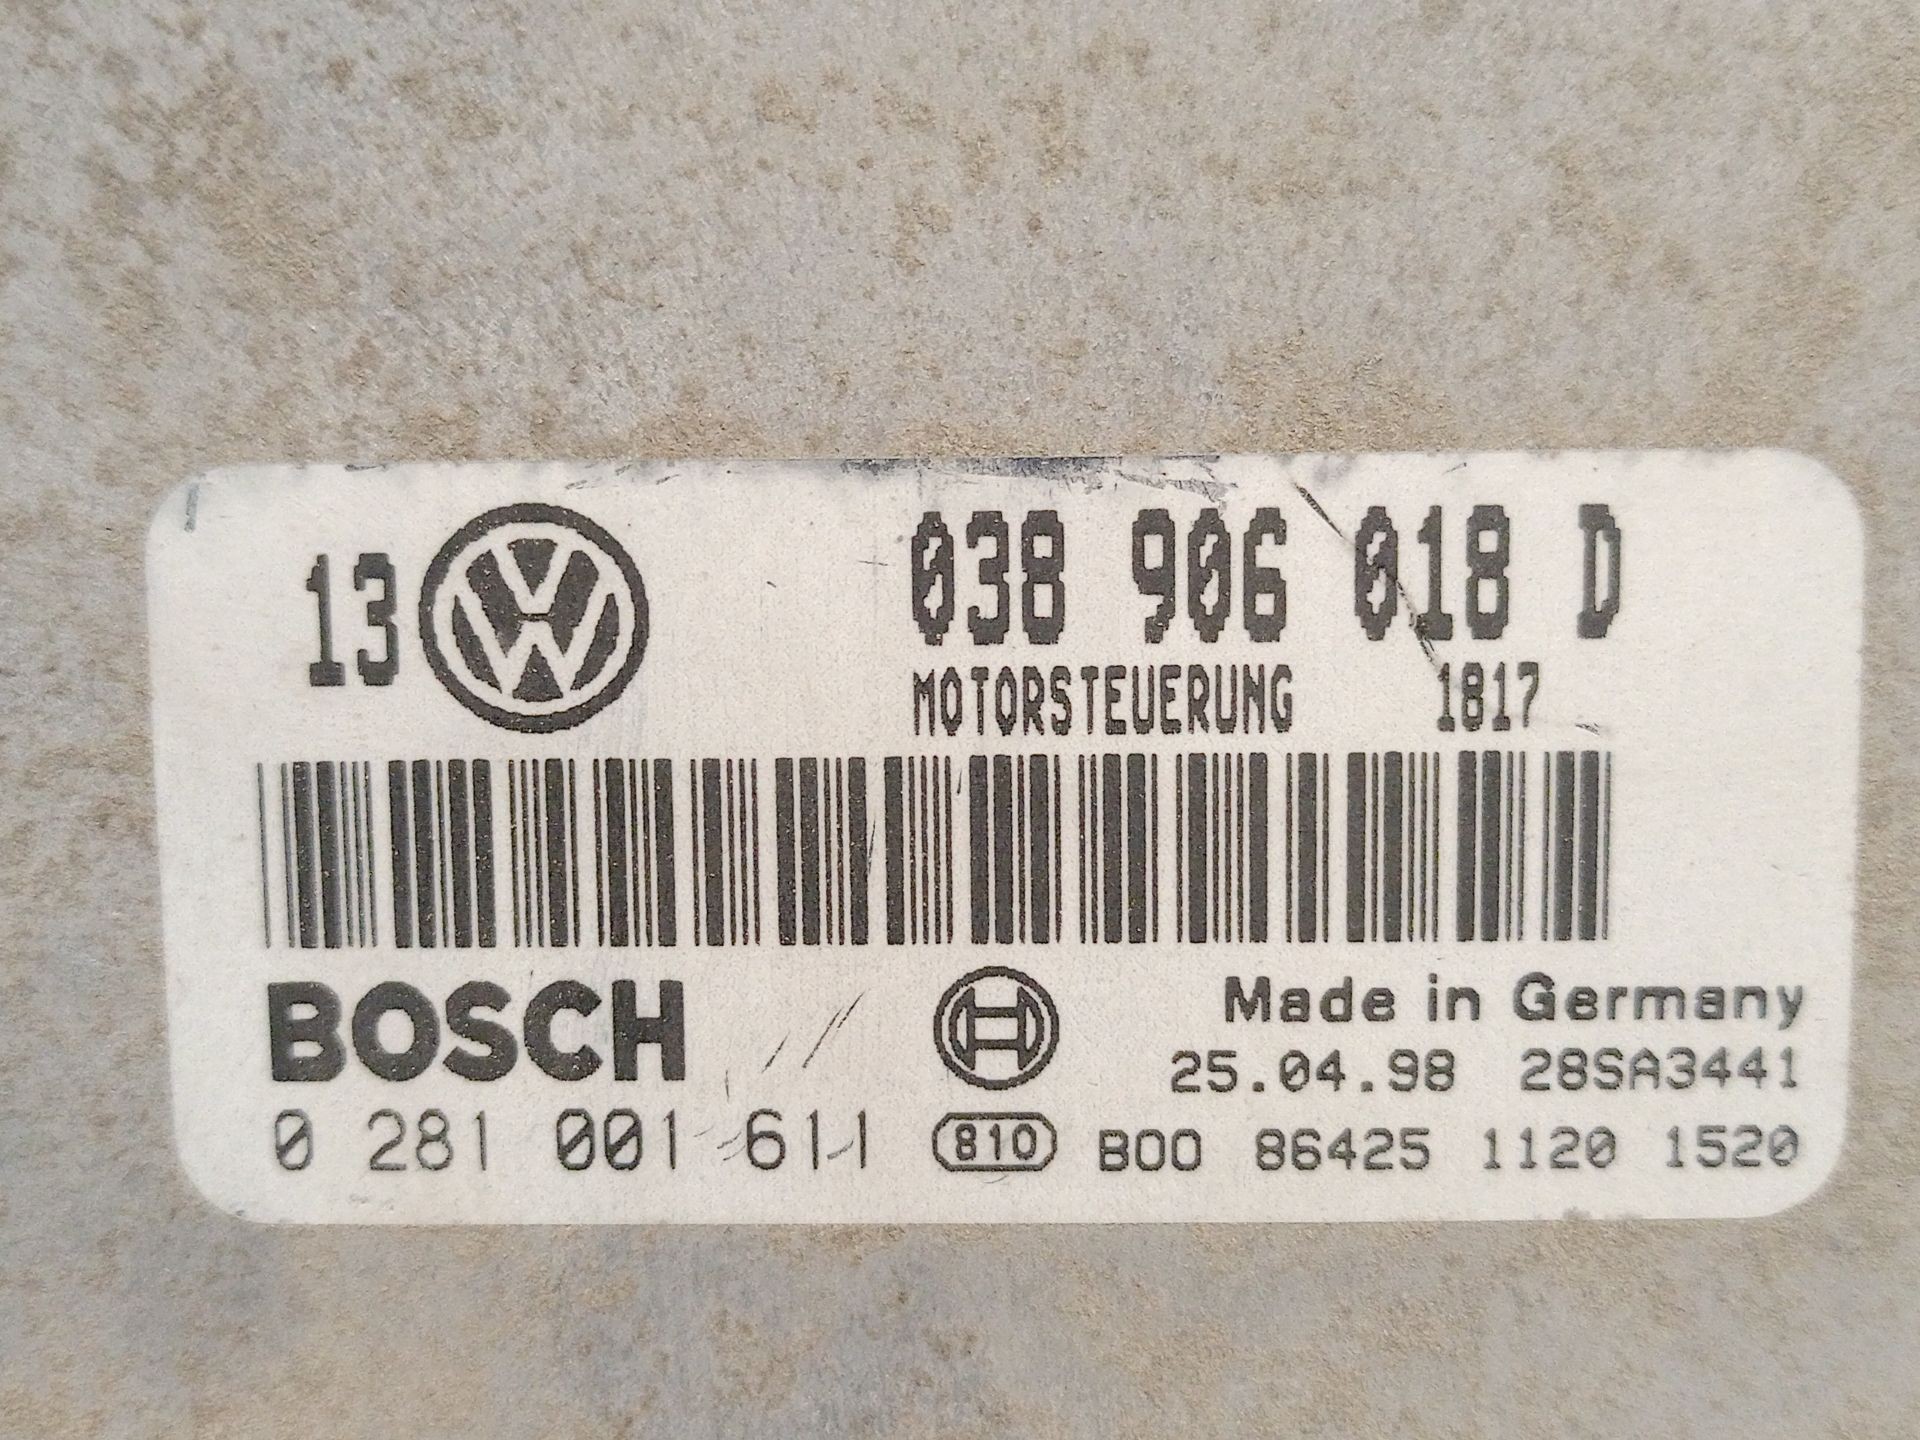 13 VW 038 906 018 D
MOTORSTEUERUNG 1817
BOSCH Made in Germany
25.04.98 28SA3441
0 281 001 611 810 B00 86425 1120 1520